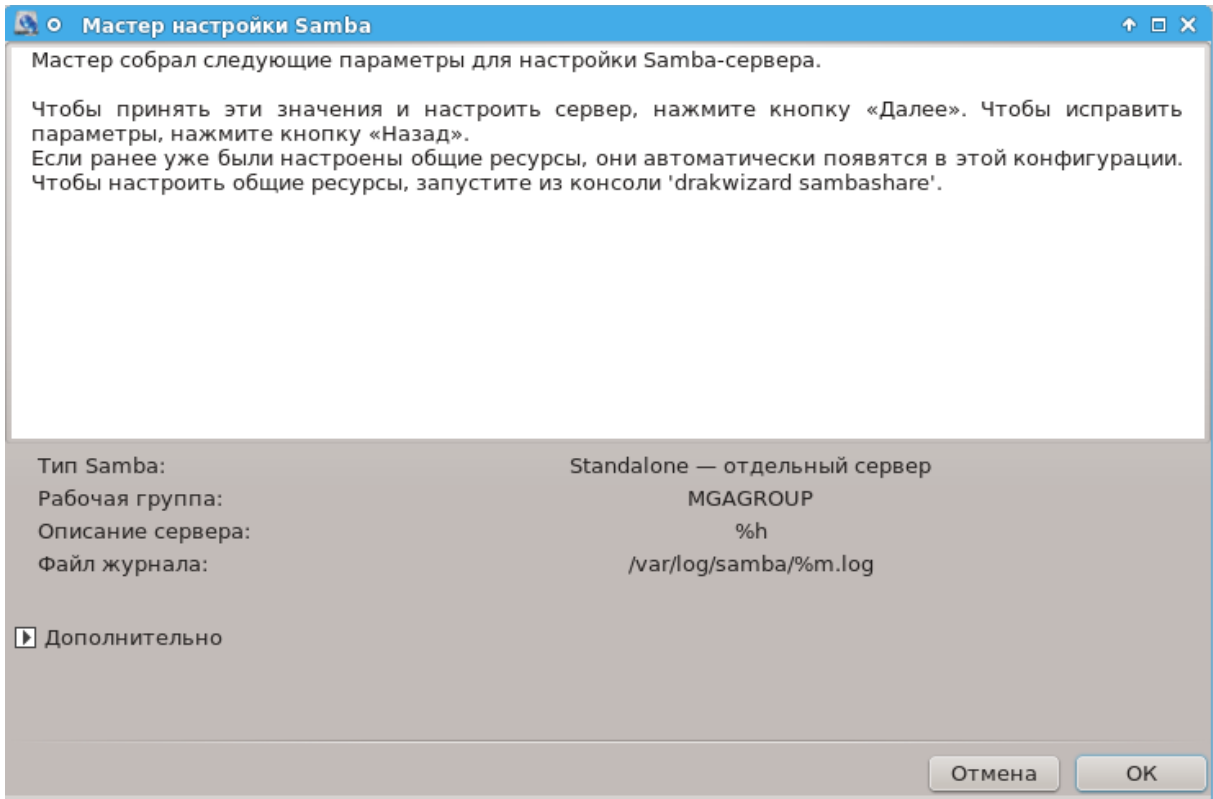 Мастер настройки Samba
Мастер собрал следующие параметры для настройки Samba-сервера.
Чтобы принять эти значения и настроить сервер, нажмите кнопку «Далее». Чтобы исправить
параметры, нажмите кнопку «Назад».
Если ранее уже были настроены общие ресурсы, они автоматически появятся в этой конфигурации.
Чтобы настроить общие ресурсы, запустите из консоли 'drakwizard sambashare'.
Тип Samba: Standalone — отдельный сервер
Рабочая группа: MGAGROUP
Описание сервера: %h
Файл журнала: /var/log/samba/%m.log
Дополнительно
Отмена OK